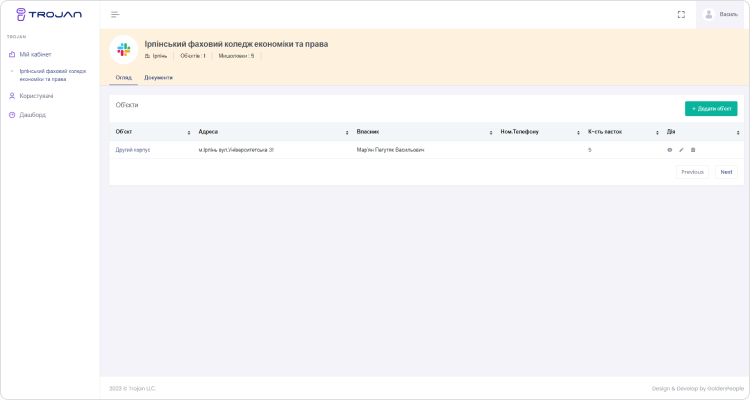 TROJAN
Василь
TROJAN
Мій кабінет
Ірпінський фаховий коледж
економіки та права
Користувачі
Дашборд
Ірпінський фаховий коледж економіки та права
Ірпінь
Об'єктів : 1
Мишоловки : 5
Огляд
Документи
Об'єкти
+ Додати об'єкт
Об'єкт Адреса Власник Ном.Телефону К-сть пасток Дія
Другий корпус м.Ірпінь вул.Університетська 31 Мар'ян Пагутяк Васильович 5
Previous
Next
2023 © Trojan LLC.
Design & Develop by GoldenPeople